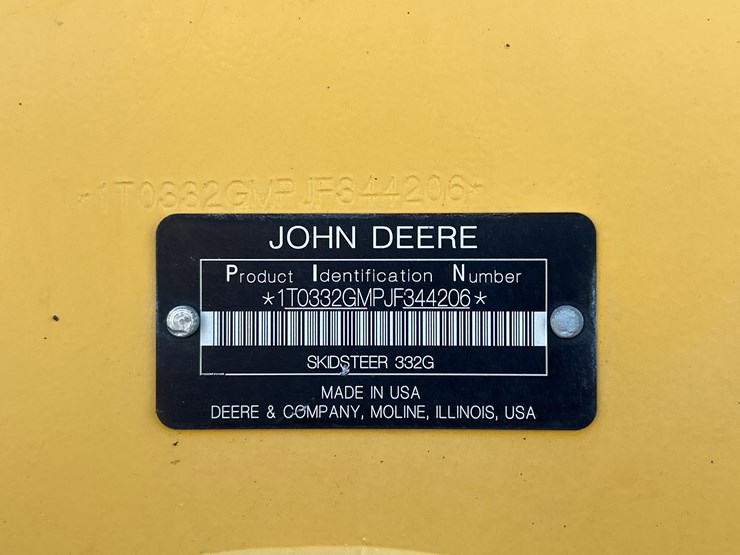 *1T0332GMPJF344206*
JOHN DEERE
Product Identification Number
*1T0332GMPJF344206*
SKIDSTEER 332G
MADE IN USA
DEERE & COMPANY, MOLINE, ILLINOIS, USA